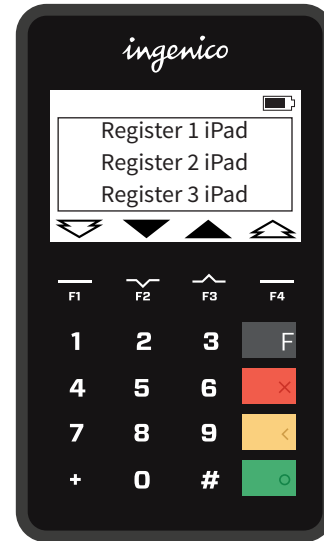 ingenico
Register 1 iPad
Register 2 iPad
Register 3 iPad
F1 F2 F3 F4
1 2 3 F
4 5 6 ×
7 8 9 <
+ 0 # O